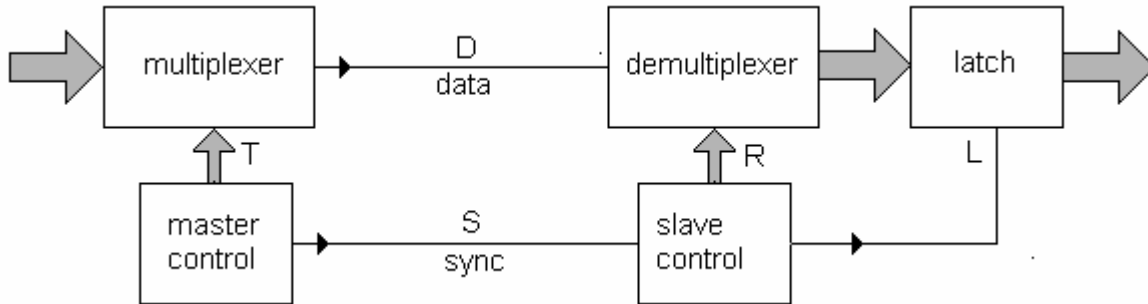 multiplexer
D
data
demultiplexer
latch
T
R
L
master
control
S
sync
slave
control